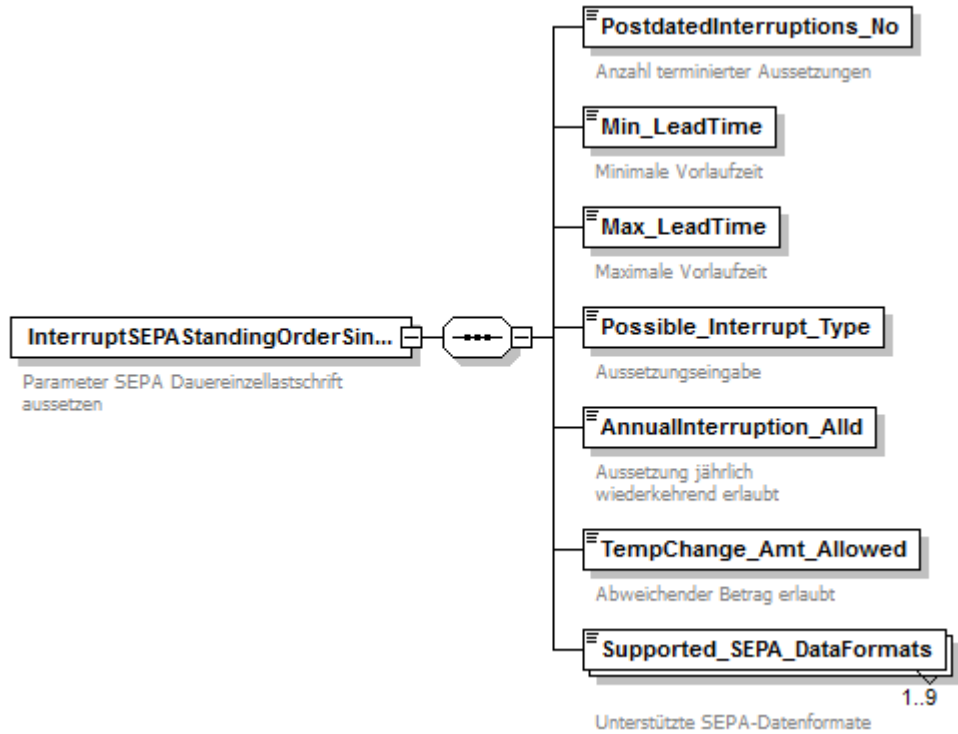 PostdatedInterruptions_No
Anzahl terminierter Aussetzungen
Min_LeadTime
Minimale Vorlaufzeit
Max_LeadTime
Maximale Vorlaufzeit
InterruptSEPAStandingOrderSin...
Parameter SEPA Dauereinzellastschrift
aussetzen
Possible_Interrupt_Type
Aussetzungseingabe
AnnualInterruption_Alld
Aussetzung jährlich
wiederkehrend erlaubt
TempChange_Amt_Allowed
Abweichender Betrag erlaubt
Supported_SEPA_DataFormats
1..9
Unterstützte SEPA-Datenformate